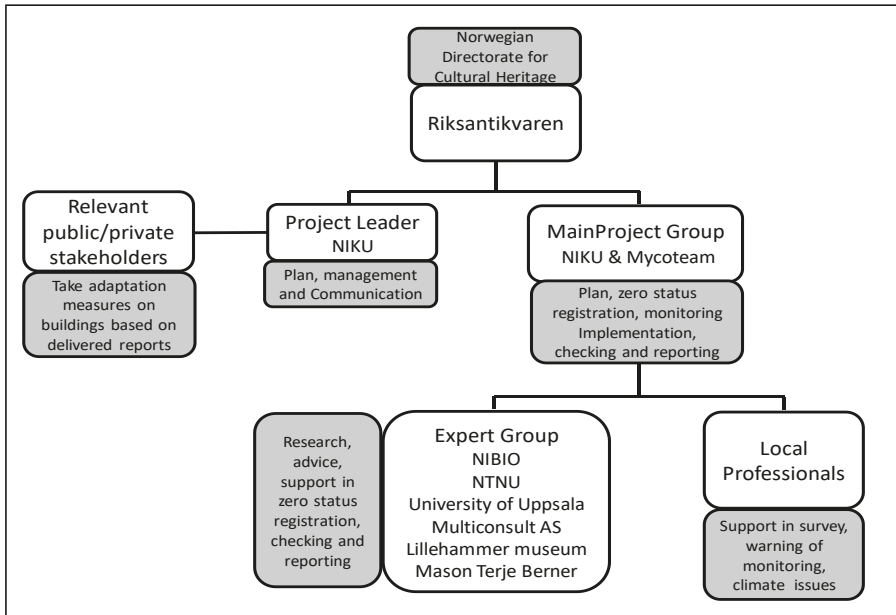 Norwegian
Directorate for
Cultural Heritage
Riksantikvaren
Relevant
public/private
stakeholders
Take adaptation
measures on
buildings based on
delivered reports
Project Leader
NIKU
Plan, management
and Communication
MainProject Group
NIKU & Mycoteam
Plan, zero status
registration, monitoring
Implementation,
checking and reporting
Research,
advice,
support in
zero status
registration,
checking and
reporting
Expert Group
NIBIO
NTNU
University of Uppsala
Multiconsult AS
Lillehammer museum
Mason Terje Berner
Local
Professionals
Support in survey,
warning of
monitoring,
climate issues